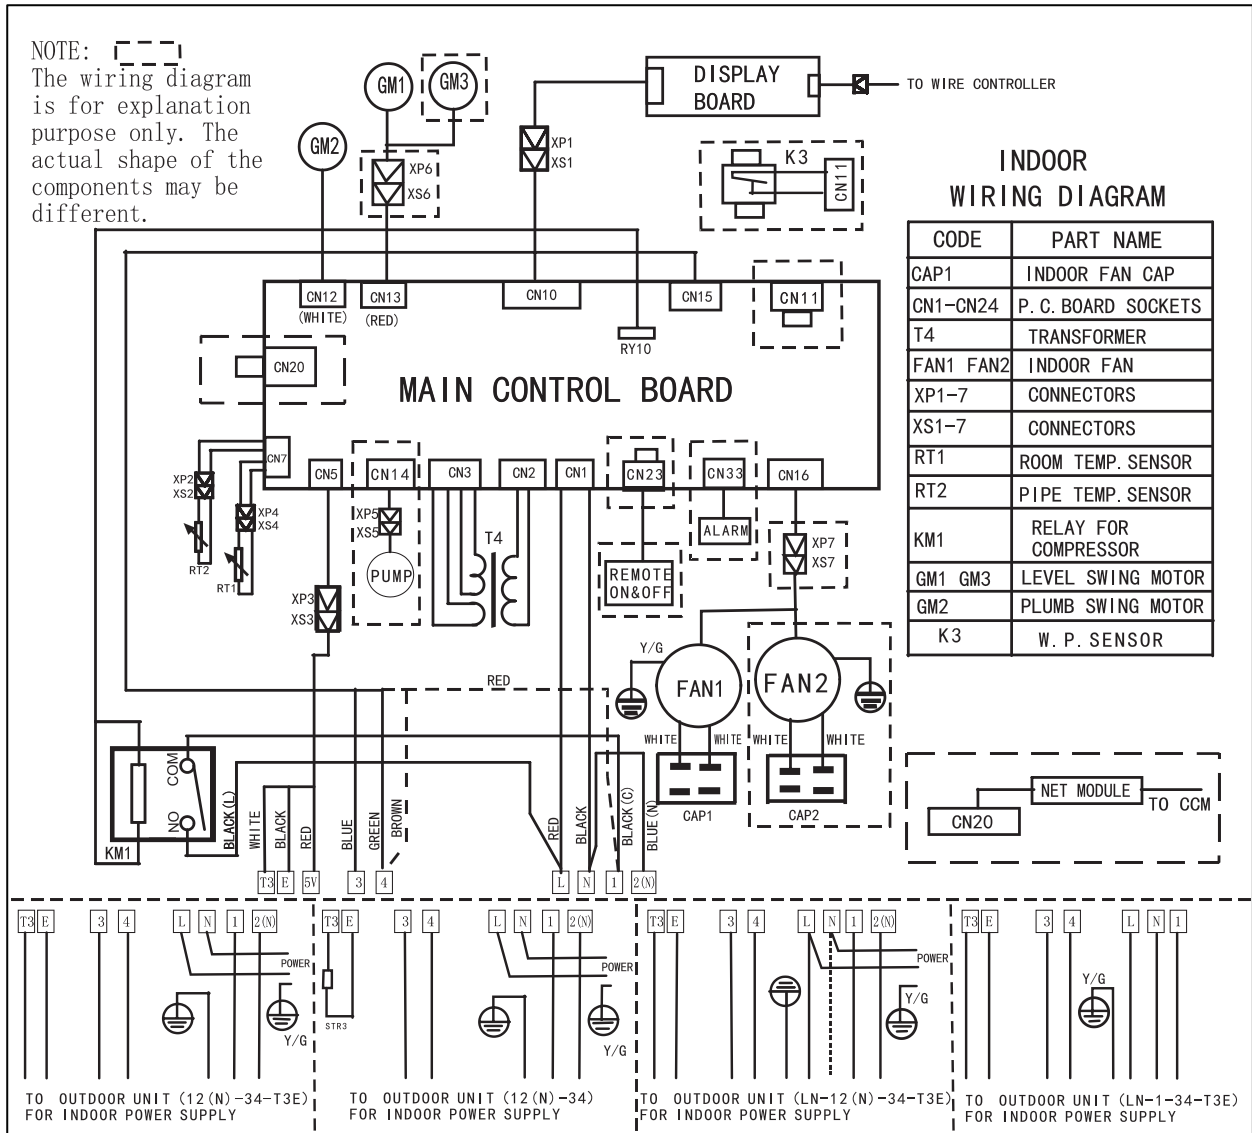 NOTE:
The wiring diagram
is for explanation
purpose only. The
actual shape of the
components may be
different.
GM1
GM3
GM2
XP6
XS6
XP1
XS1
DISPLAY
BOARD
TO WIRE CONTROLLER
K3
CN11
INDOOR
WIRING DIAGRAM
CODE PART NAME
CAP1 INDOOR FAN CAP
CN1-CN24 P.C.BOARD SOCKETS
T4 TRANSFORMER
FAN1 FAN2 INDOOR FAN
XP1-7 CONNECTORS
XS1-7 CONNECTORS
RT1 ROOM TEMP.SENSOR
RT2 PIPE TEMP.SENSOR
KM1 RELAY FOR
COMPRESSOR
GM1 GM3 LEVEL SWING MOTOR
GM2 PLUMB SWING MOTOR
K3 W.P.SENSOR
CN12
(WHITE)
CN13
(RED)
CN10
CN15
CN11
RY10
CN20
MAIN CONTROL BOARD
CN7
CN5
CN14
CN3
CN2
CN1
CN23
CN33
CN16
XP2
XS2
XP4
XS4
RT2
RT1
XP3
XS3
XP5
XS5
PUMP
T4
REMOTE
ON&OFF
ALARM
XP7
XS7
Y/G
FAN1
FAN2
RED
WHITE
WHITE
WHITE
WHITE
CAP1
CAP2
COM
NO
KM1
BLACK(L)
WHITE
BLACK
RED
BLUE
GREEN
BROWN
RED
BLACK
BLACK(C)
BLUE(N)
T3 E 5V 3 4 L N 1 2(N)
CN20
NET MODULE
TO CCM
T3 E 3 4 L N 1 2(N)
POWER
Y/G
TO OUTDOOR UNIT (12(N)-34-T3E)
FOR INDOOR POWER SUPPLY
T3 E 3 4 L N 1 2(N)
STR3
POWER
Y/G
TO OUTDOOR UNIT (12(N)-34)
FOR INDOOR POWER SUPPLY
T3 E 3 4 L N 1 2(N)
POWER
Y/G
TO OUTDOOR UNIT (LN-12(N)-34-T3E)
FOR INDOOR POWER SUPPLY
T3 E 3 4 L N 1
Y/G
TO OUTDOOR UNIT (LN-1-34-T3E)
FOR INDOOR POWER SUPPLY